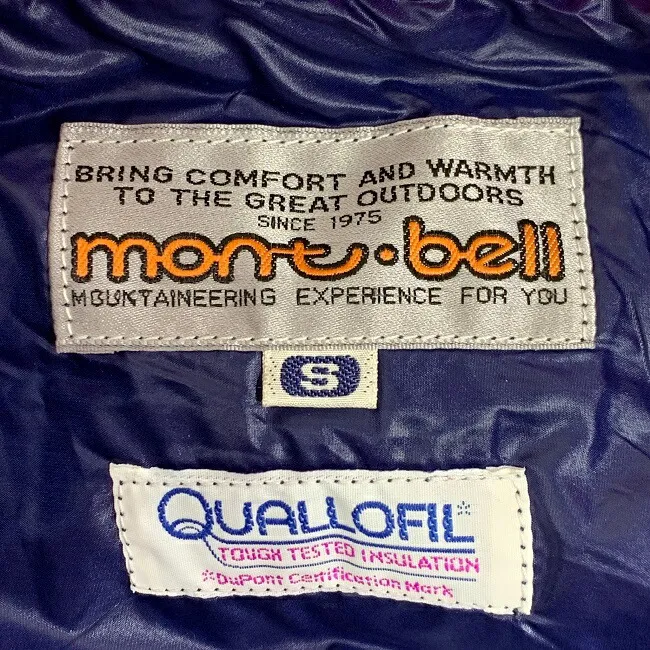 BRING COMFORT AND WARMTH
TO THE GREAT OUTDOORS
SINCE 1975
mont·bell
MOUNTAINEERING EXPERIENCE FOR YOU
S
QUALLOFIL*
TOUGH TESTED INSULATION
*DuPont Certification Mark